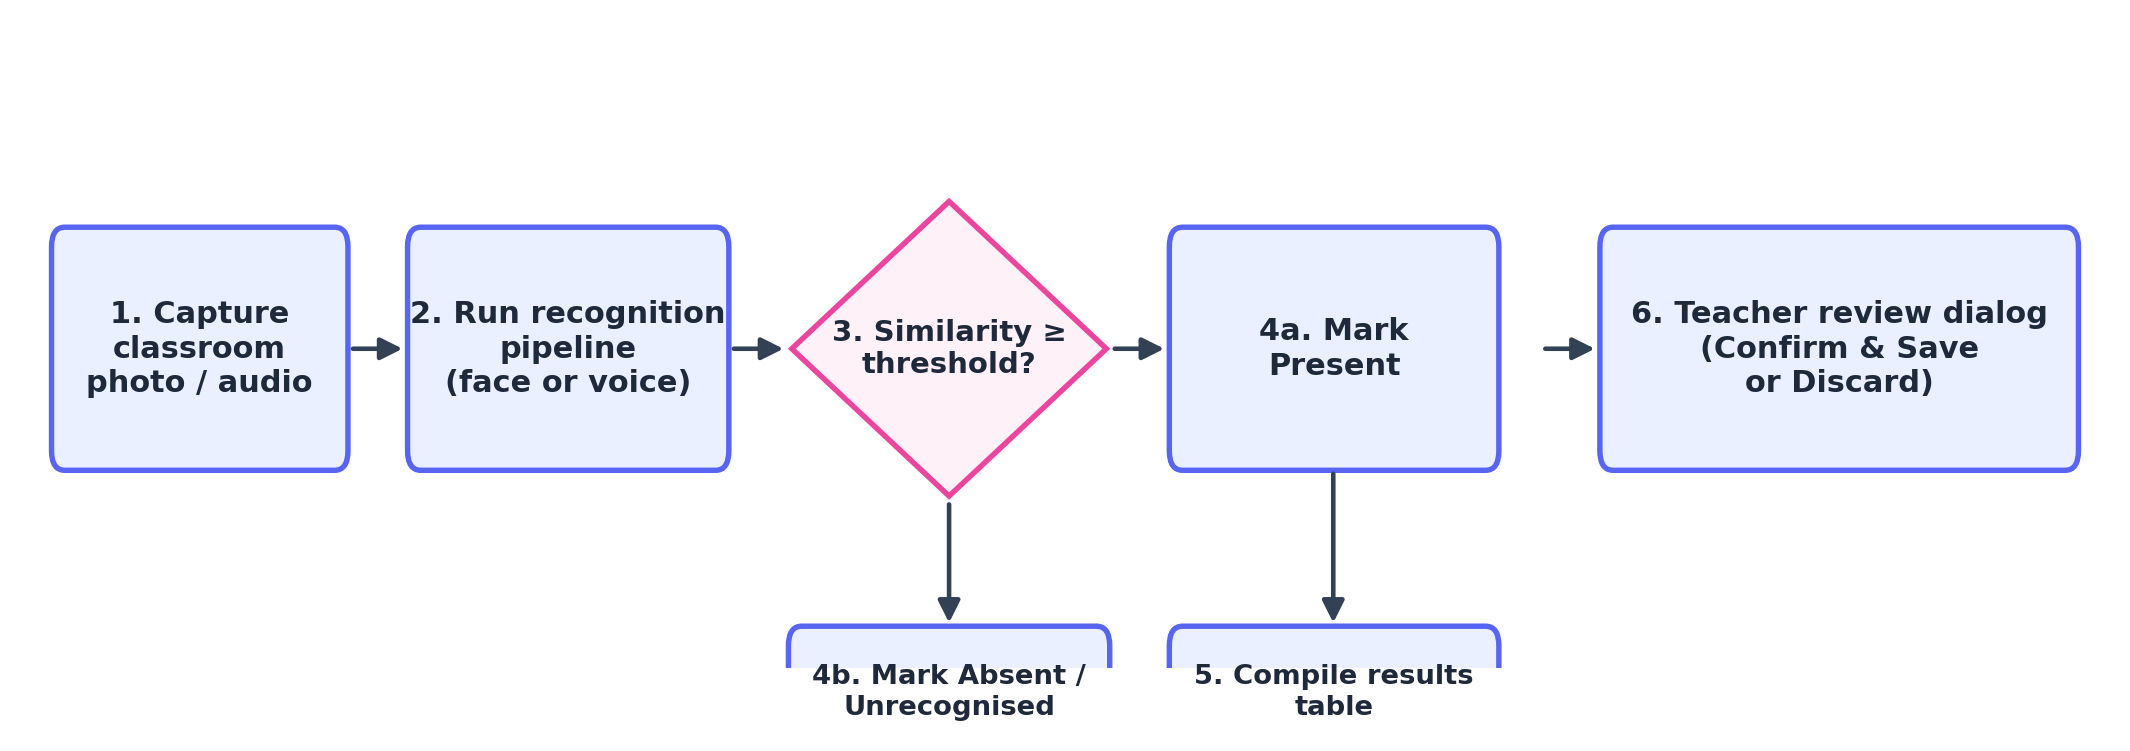 1. Capture
classroom
photo / audio
2. Run recognition
pipeline
(face or voice)
3. Similarity ≥
threshold?
4a. Mark
Present
6. Teacher review dialog
(Confirm & Save
or Discard)
4b. Mark Absent /
Unrecognised
5. Compile results
table